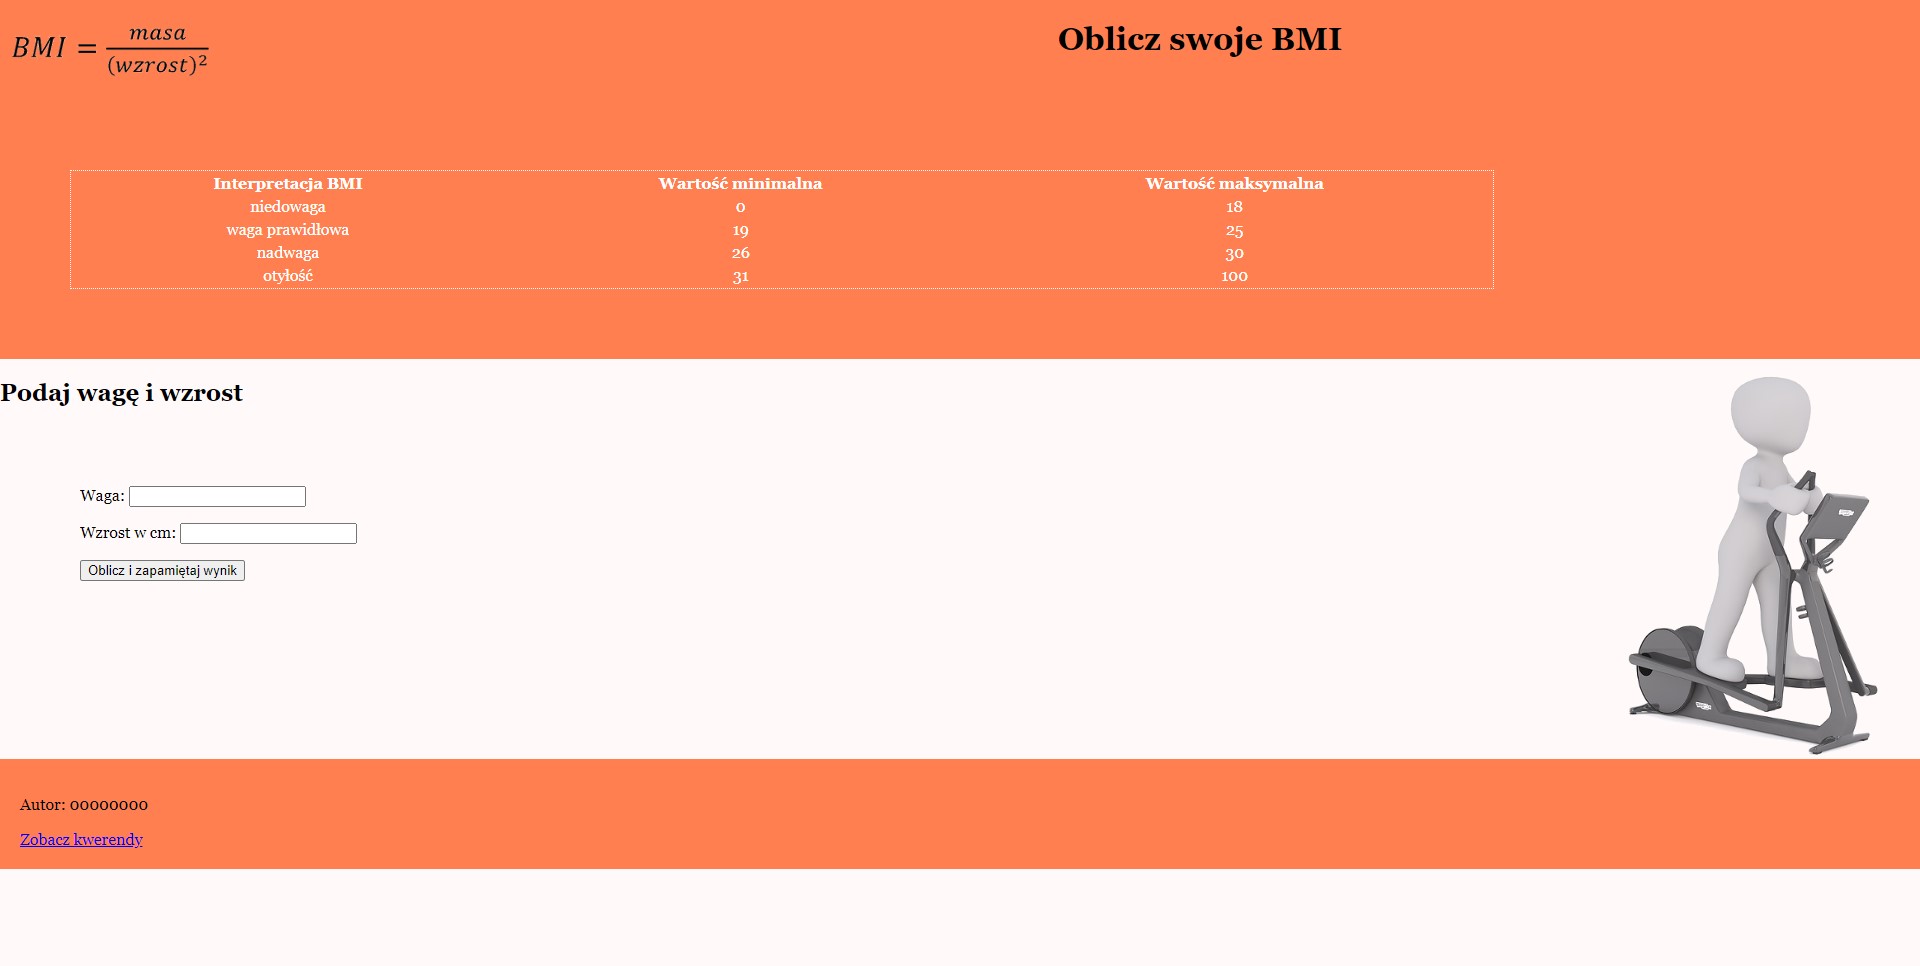 BMI = masa / (wzrost)²
Oblicz swoje BMI
Interpretacja BMI Wartość minimalna Wartość maksymalna
niedowaga 0 18
waga prawidłowa 19 25
nadwaga 26 30
otyłość 31 100
Podaj wagę i wzrost
Waga:
Wzrost w cm:
Oblicz i zapamiętaj wynik
Autor: 00000000
Zobacz kwerendy